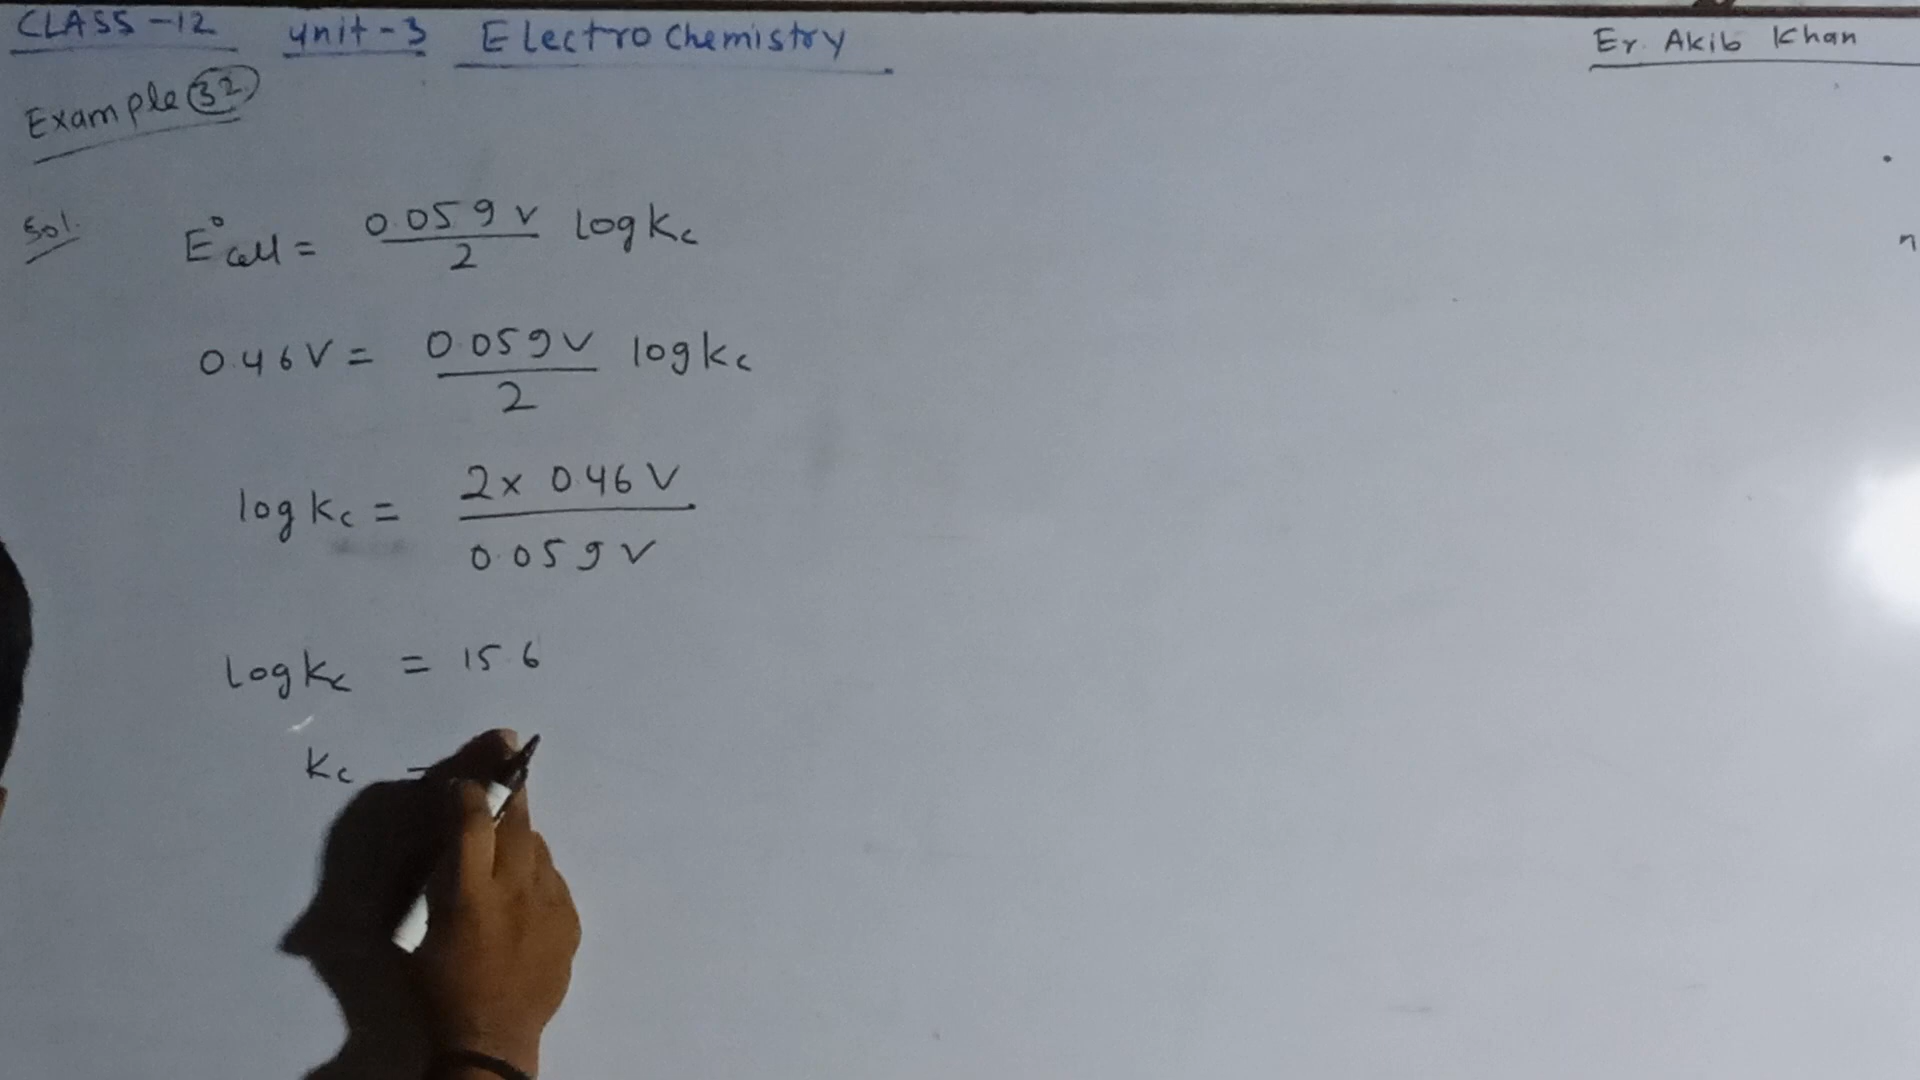 CLASS-12 unit-3 Electro Chemistry
Er. Akib Khan
Example 32
Sol.
E°cell = 0.059 V / 2 log Kc
0.46 V = 0.059 V / 2 log Kc
log Kc = 2 x 0.46 V / 0.059 V
log Kc = 15.6
Kc =
n